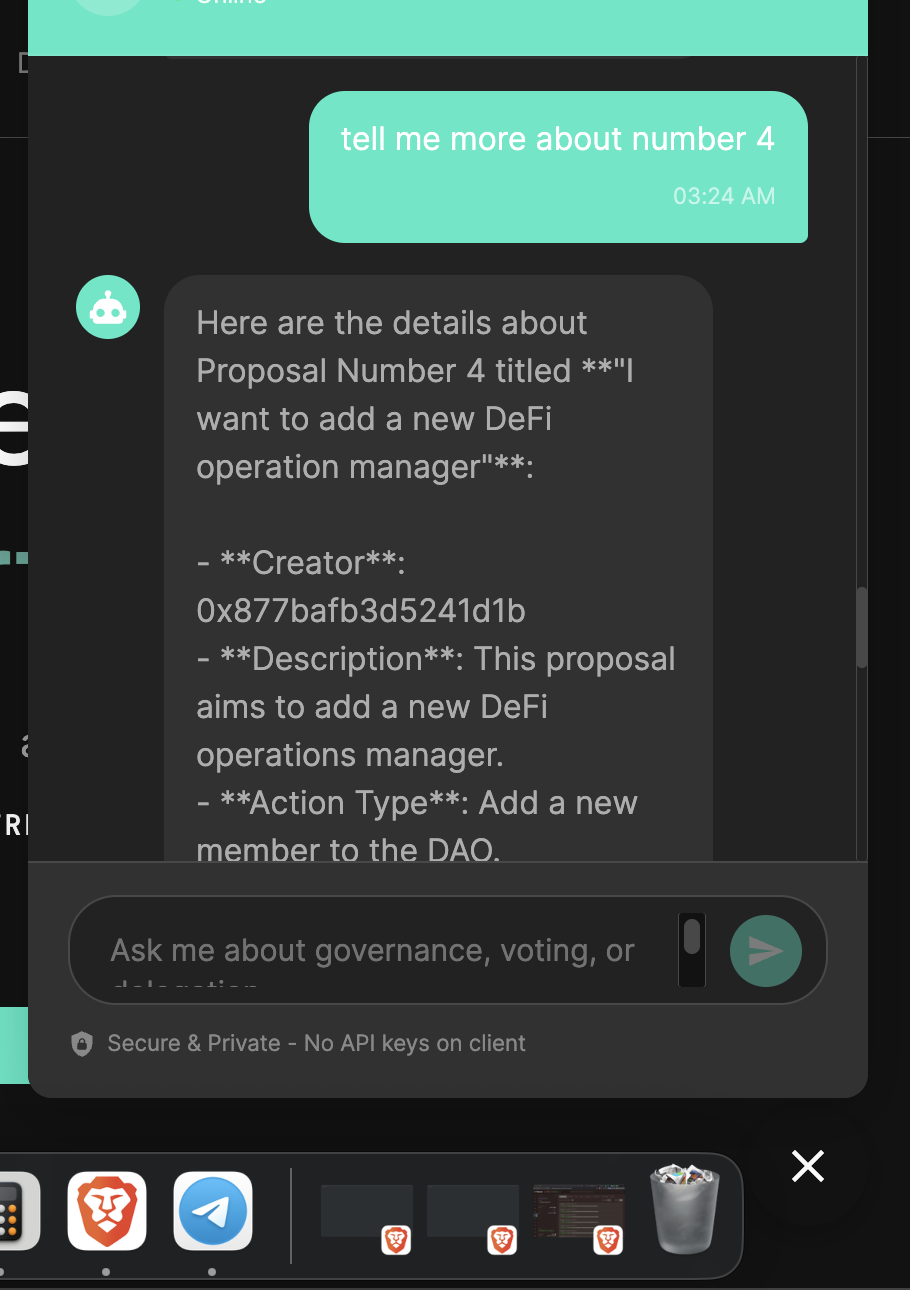 tell me more about number 4
03:24 AM
Here are the details about
Proposal Number 4 titled **"I
want to add a new DeFi
operation manager"**:
- **Creator**:
0x877bafb3d5241d1b
- **Description**: This proposal
aims to add a new DeFi
operations manager.
- **Action Type**: Add a new
member to the DAO.
Ask me about governance, voting, or
Secure & Private - No API keys on client